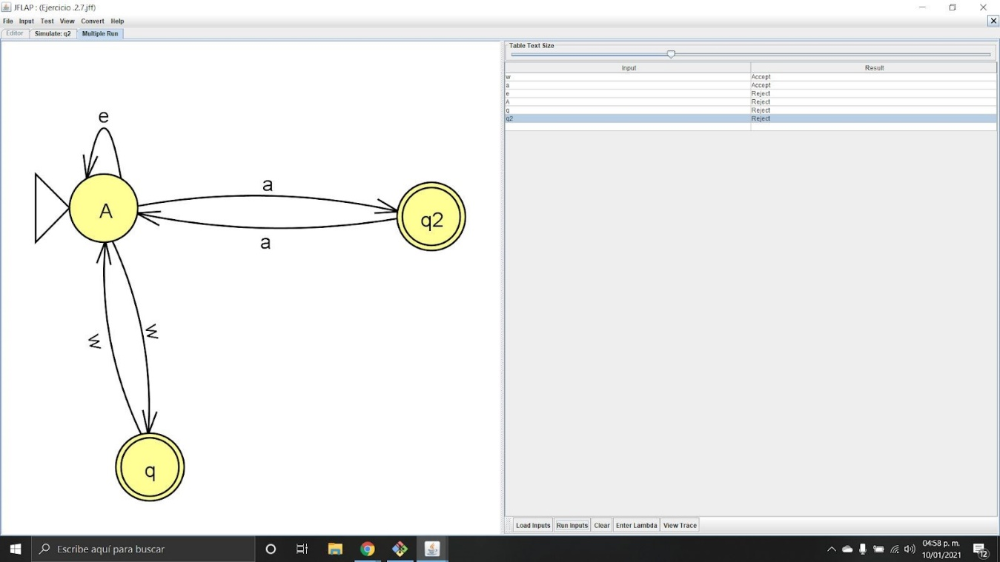 JFLAP : (Ejercicio .2.7.jff)
File Input Test View Convert Help
Editor Simulate: q2 Multiple Run
Table Text Size
Input Result
w Accept
a Accept
e Reject
A Reject
q Reject
q2 Reject
e
a
A
q2
a
w
w
q
Load Inputs Run Inputs Clear Enter Lambda View Trace
Escribe aquí para buscar
04:58 p. m.
10/01/2021
12